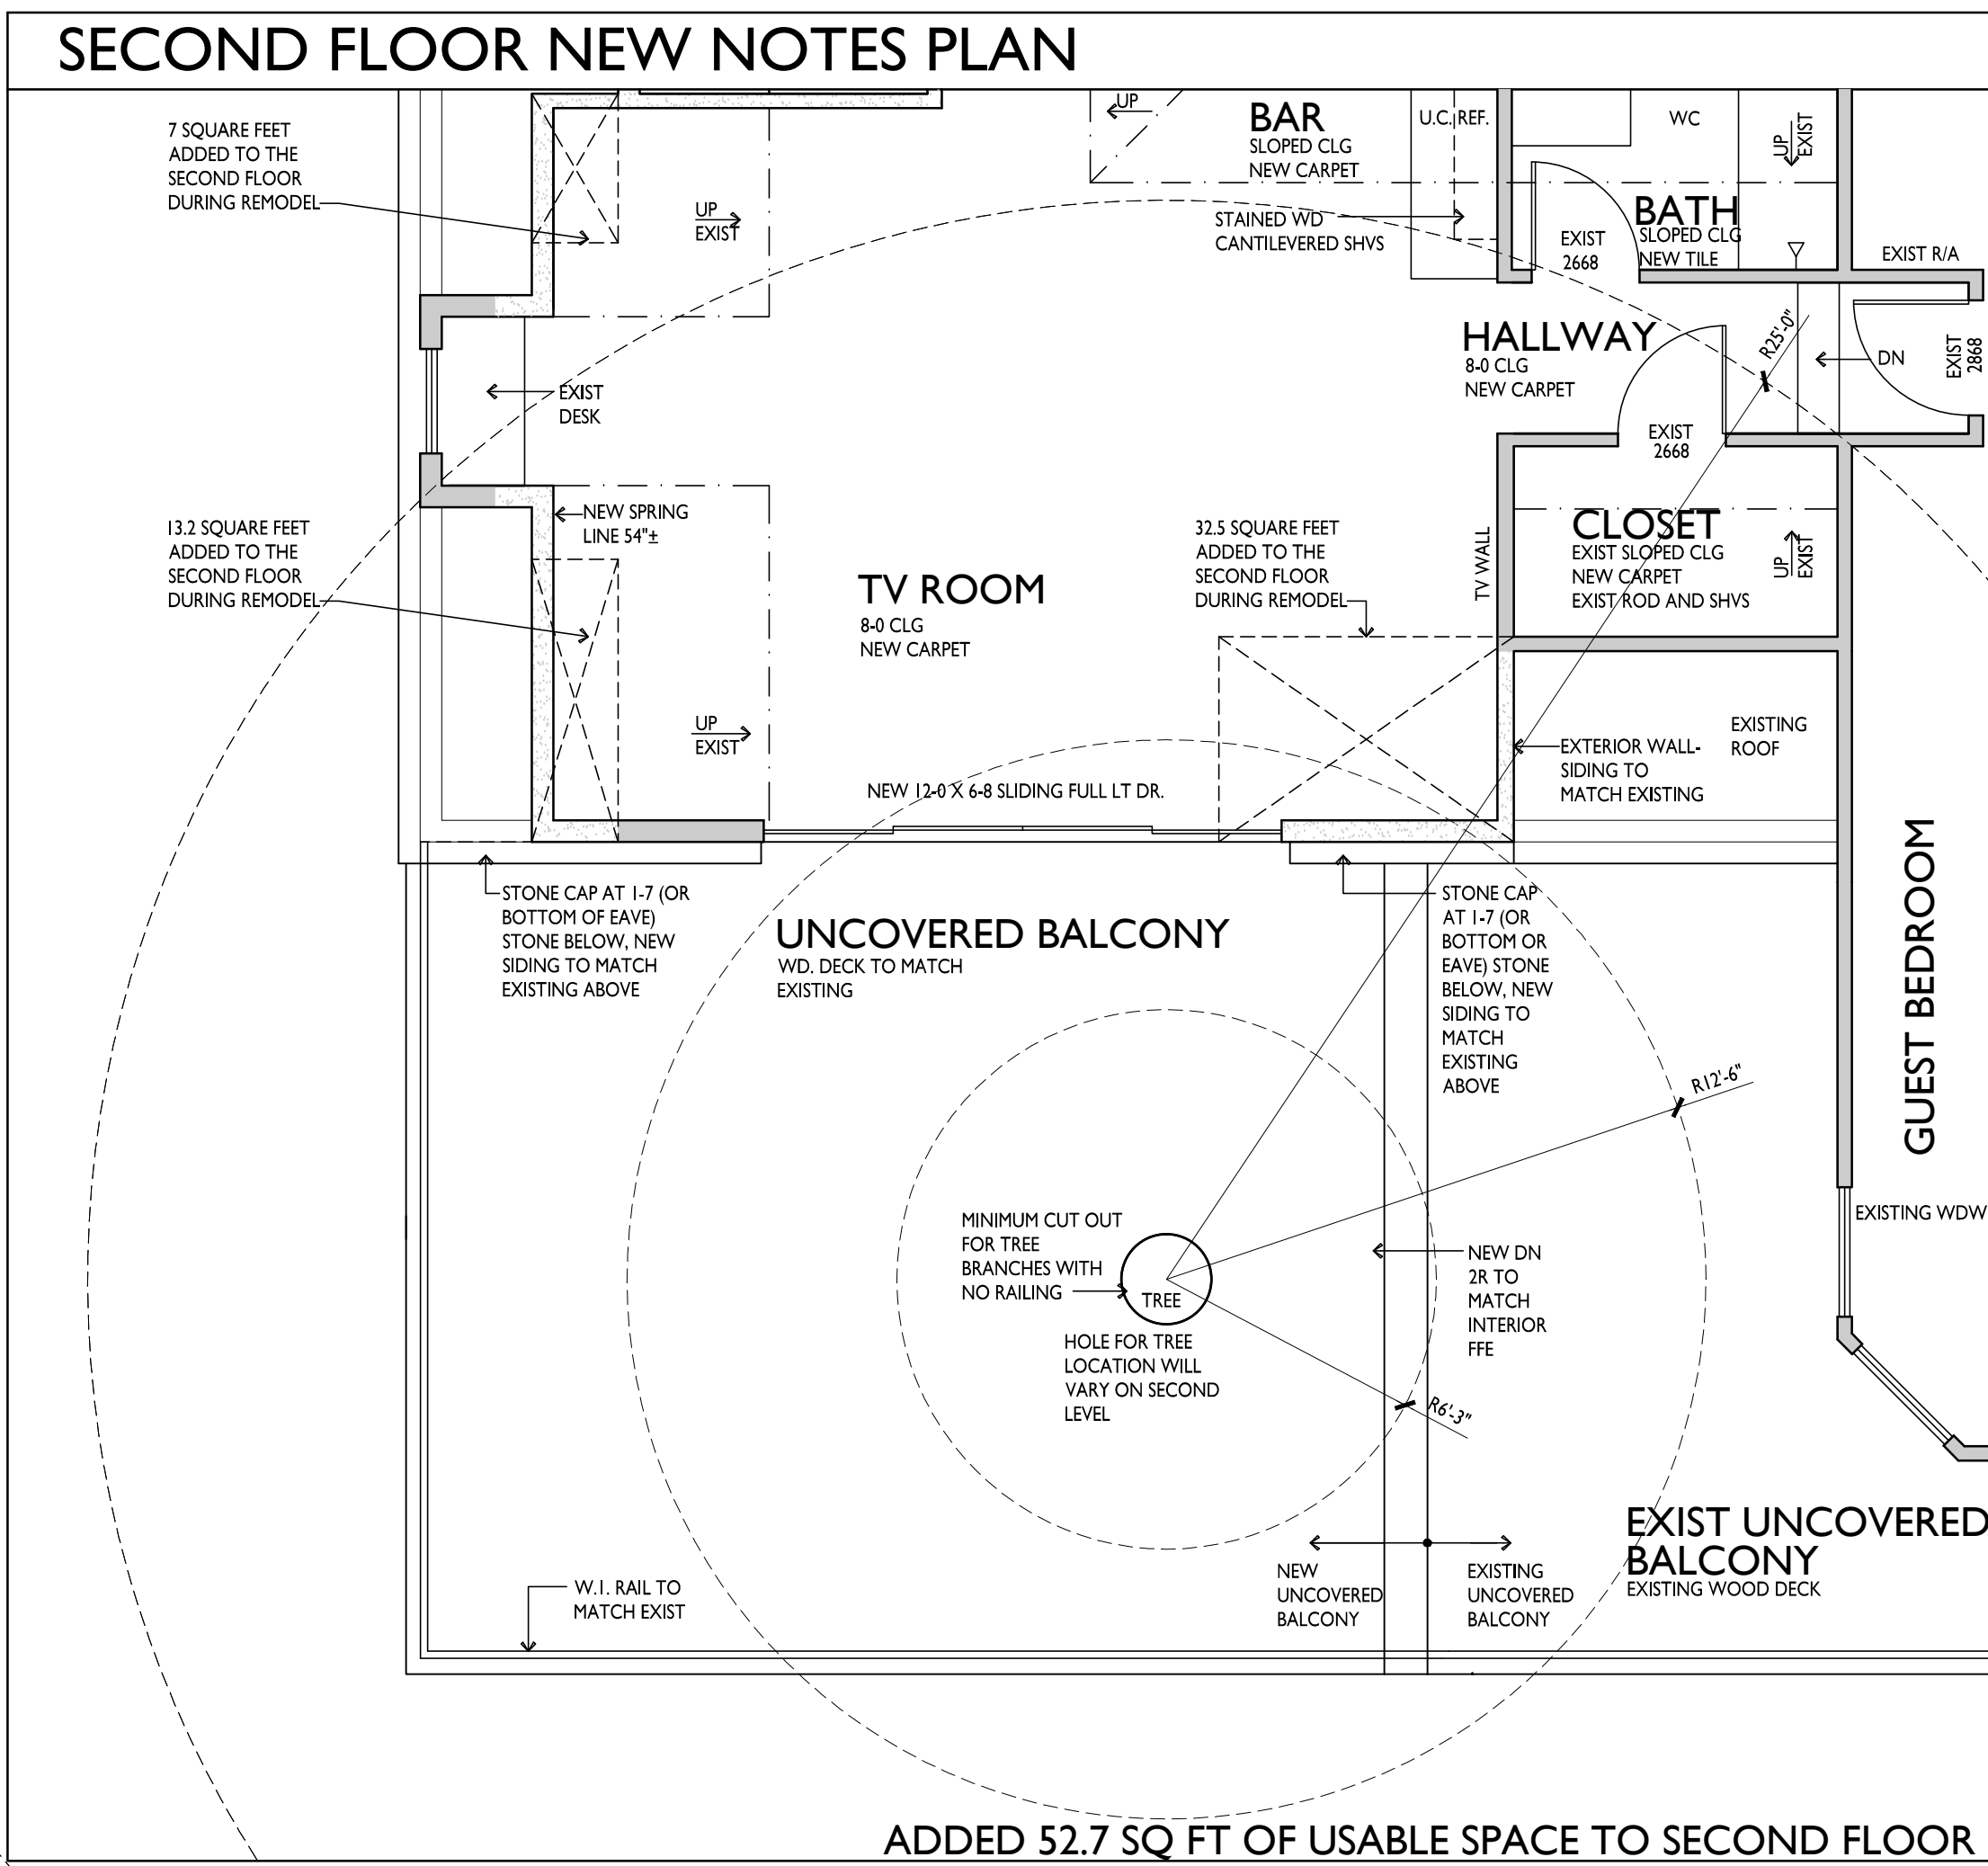 SECOND FLOOR NEW NOTES PLAN
7 SQUARE FEET
ADDED TO THE
SECOND FLOOR
DURING REMODEL
UP
EXIST
UP
BAR
SLOPED CLG
NEW CARPET
U.C. REF.
STAINED WD
CANTILEVERED SHVS
WC
UP
EXIST
BATH
SLOPED CLG
NEW TILE
EXIST
2668
EXIST R/A
HALLWAY
8-0 CLG
NEW CARPET
R25'-0"
DN
EXIST
2868
EXIST
DESK
EXIST
2668
13.2 SQUARE FEET
ADDED TO THE
SECOND FLOOR
DURING REMODEL
NEW SPRING
LINE 54"±
TV ROOM
8-0 CLG
NEW CARPET
32.5 SQUARE FEET
ADDED TO THE
SECOND FLOOR
DURING REMODEL
TV WALL
CLOSET
EXIST SLOPED CLG
NEW CARPET
EXIST ROD AND SHVS
UP
EXIST
UP
EXIST
NEW 12-0 X 6-8 SLIDING FULL LT DR.
EXTERIOR WALL-
SIDING TO
MATCH EXISTING
EXISTING
ROOF
STONE CAP AT 1-7 (OR
BOTTOM OF EAVE)
STONE BELOW, NEW
SIDING TO MATCH
EXISTING ABOVE
UNCOVERED BALCONY
WD. DECK TO MATCH
EXISTING
STONE CAP
AT 1-7 (OR
BOTTOM OR
EAVE) STONE
BELOW, NEW
SIDING TO
MATCH
EXISTING
ABOVE
GUEST BEDROOM
R12'-6"
EXISTING WDW
MINIMUM CUT OUT
FOR TREE
BRANCHES WITH
NO RAILING
TREE
HOLE FOR TREE
LOCATION WILL
VARY ON SECOND
LEVEL
NEW DN
2R TO
MATCH
INTERIOR
FFE
R6'-3"
EXIST UNCOVERED
BALCONY
EXISTING WOOD DECK
NEW
UNCOVERED
BALCONY
EXISTING
UNCOVERED
BALCONY
W.I. RAIL TO
MATCH EXIST
ADDED 52.7 SQ FT OF USABLE SPACE TO SECOND FLOOR